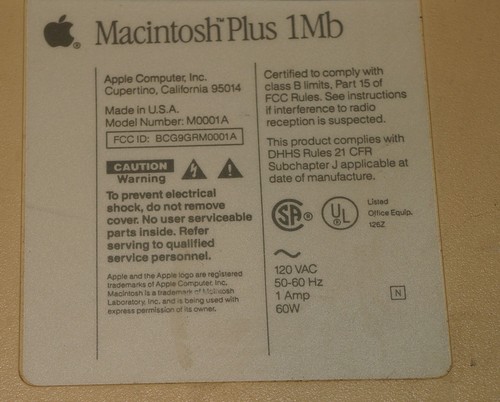 Macintosh™ Plus 1Mb
Apple Computer, Inc.
Cupertino, California 95014
Made in U.S.A.
Model Number: M0001A
FCC ID: BCG9GRM0001A
CAUTION
Warning
To prevent electrical
shock, do not remove
cover. No user serviceable
parts inside. Refer
serving to qualified
service personnel.
Apple and the Apple logo are registered
trademarks of Apple Computer, Inc.
Macintosh is a trademark of McIntosh
Laboratory, Inc. and is being used with
express permission of its owner.
Certified to comply with
class B limits, Part 15 of
FCC Rules. See instructions
if interference to radio
reception is suspected.
This product complies with
DHHS Rules 21 CFR
Subchapter J applicable at
date of manufacture.
SA® UL®
Listed
Office Equip.
126Z
120 VAC
50-60 Hz
1 Amp
60W
N